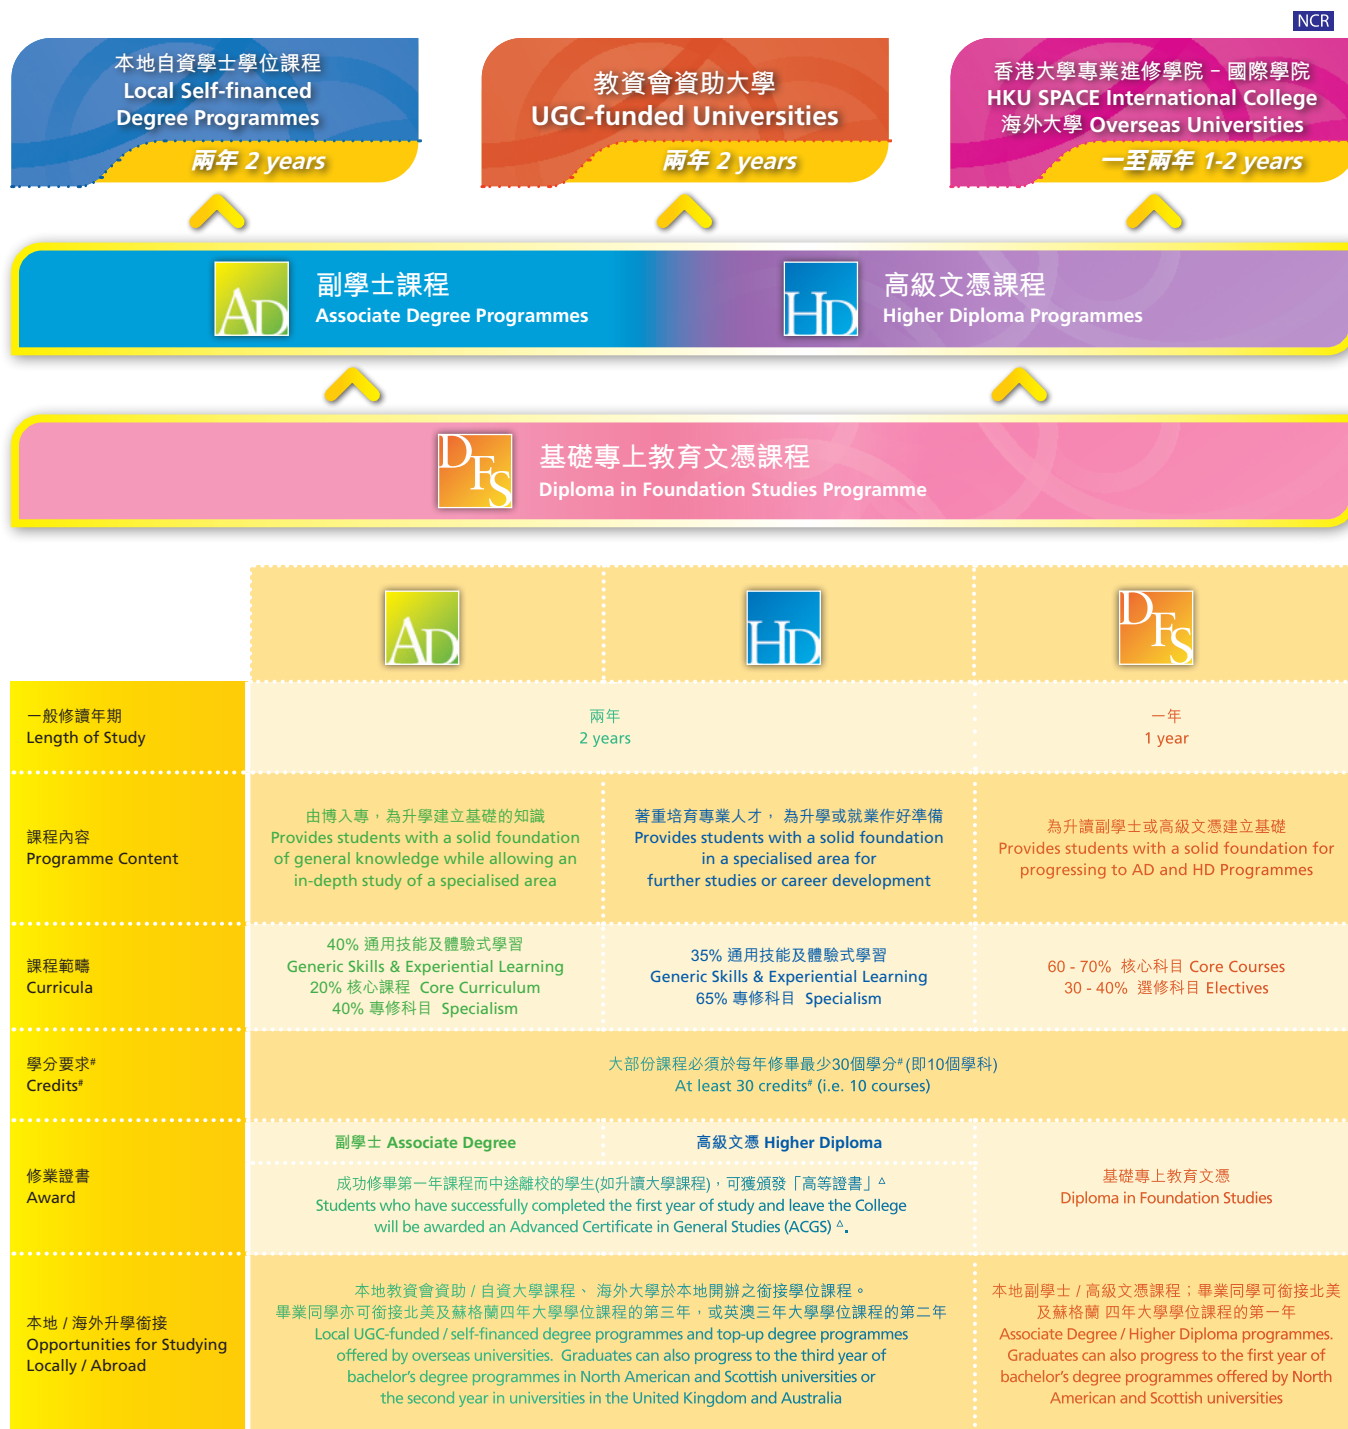 NCR
本地自資學士學位課程
Local Self-financed
Degree Programmes
兩年 2 years
教資會資助大學
UGC-funded Universities
兩年 2 years
香港大學專業進修學院 – 國際學院
HKU SPACE International College
海外大學 Overseas Universities
一至兩年 1-2 years
AD
副學士課程
Associate Degree Programmes
HD
高級文憑課程
Higher Diploma Programmes
DFS
基礎專上教育文憑課程
Diploma in Foundation Studies Programme
AD
HD
DFS
一般修讀年期
Length of Study
兩年
2 years
一年
1 year
課程內容
Programme Content
由博入專，為升學建立基礎的知識
Provides students with a solid foundation
of general knowledge while allowing an
in-depth study of a specialised area
著重培育專業人才， 為升學或就業作好準備
Provides students with a solid foundation
in a specialised area for
further studies or career development
為升讀副學士或高級文憑建立基礎
Provides students with a solid foundation for
progressing to AD and HD Programmes
課程範疇
Curricula
40% 通用技能及體驗式學習
Generic Skills & Experiential Learning
20% 核心課程 Core Curriculum
40% 專修科目 Specialism
35% 通用技能及體驗式學習
Generic Skills & Experiential Learning
65% 專修科目 Specialism
60 - 70% 核心科目 Core Courses
30 - 40% 選修科目 Electives
學分要求#
Credits#
大部份課程必須於每年修畢最少30個學分# (即10個學科)
At least 30 credits# (i.e. 10 courses)
修業證書
Award
副學士 Associate Degree
高級文憑 Higher Diploma
成功修畢第一年課程而中途離校的學生(如升讀大學課程)，可獲頒發「高等證書」△
Students who have successfully completed the first year of study and leave the College
will be awarded an Advanced Certificate in General Studies (ACGS) △.
基礎專上教育文憑
Diploma in Foundation Studies
本地 / 海外升學銜接
Opportunities for Studying
Locally / Abroad
本地教資會資助 / 自資大學課程、 海外大學於本地開辦之銜接學位課程。
畢業同學亦可銜接北美及蘇格蘭四年大學學位課程的第三年，或英澳三年大學學位課程的第二年
Local UGC-funded / self-financed degree programmes and top-up degree programmes
offered by overseas universities. Graduates can also progress to the third year of
bachelor's degree programmes in North American and Scottish universities or
the second year in universities in the United Kingdom and Australia
本地副學士 / 高級文憑課程；畢業同學可銜接北美
及蘇格蘭 四年大學學位課程的第一年
Associate Degree / Higher Diploma programmes.
Graduates can also progress to the first year of
bachelor's degree programmes offered by North
American and Scottish universities